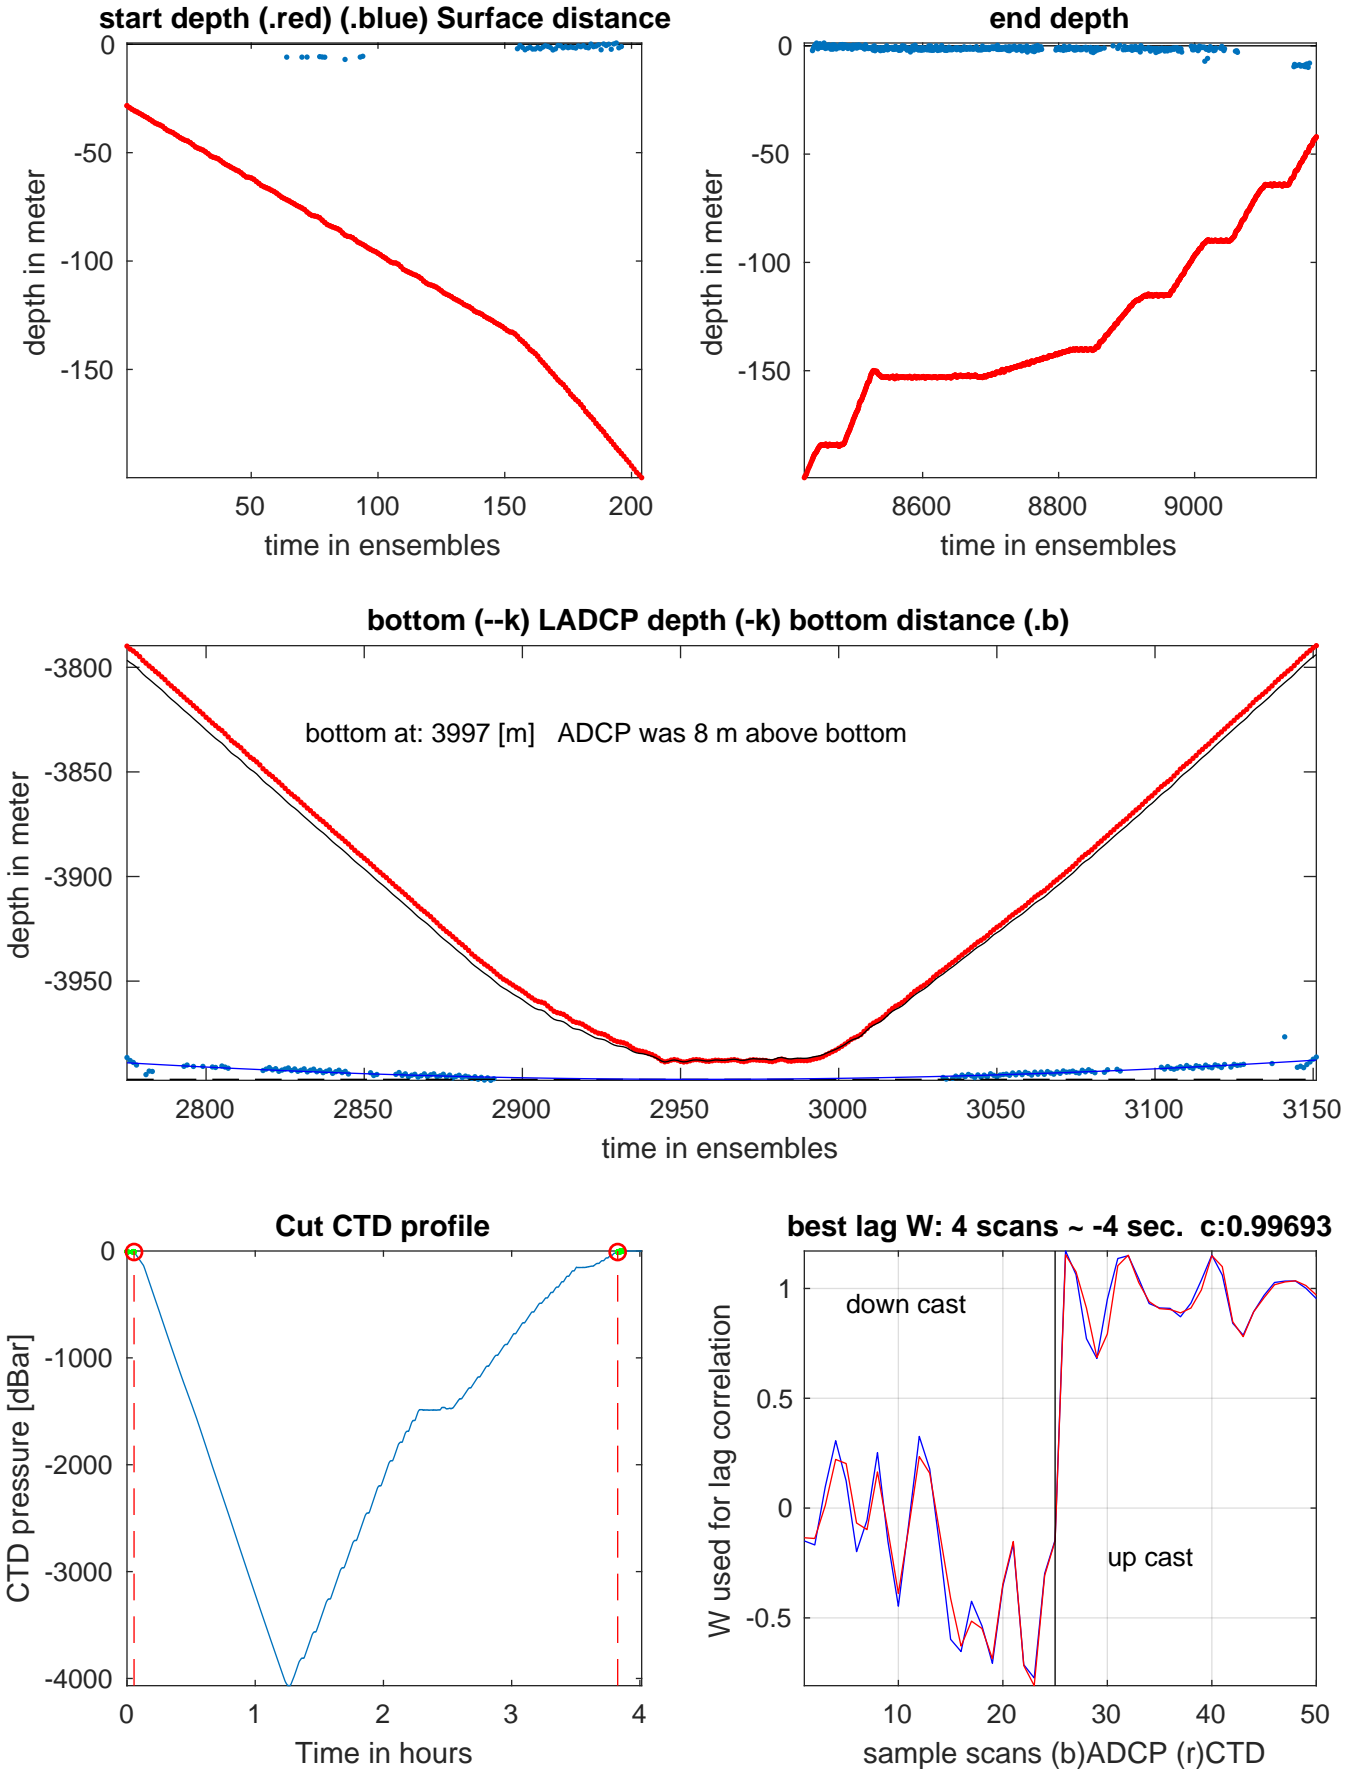 start depth (.red) (.blue) Surface distance
0
-50
-100
-150
depth in meter
50
100
150
200
time in ensembles
end depth
0
-50
-100
-150
depth in meter
8600
8800
9000
time in ensembles
bottom (--k) LADCP depth (-k) bottom distance (.b)
-3800
-3850
-3900
-3950
depth in meter
bottom at: 3997 [m]   ADCP was 8 m above bottom
2800
2850
2900
2950
3000
3050
3100
3150
time in ensembles
Cut CTD profile
0
-1000
-2000
-3000
-4000
CTD pressure [dBar]
0
1
2
3
4
Time in hours
best lag W: 4 scans ~ -4 sec.  c:0.99693
1
0.5
0
-0.5
W used for lag correlation
down cast
up cast
10
20
30
40
50
sample scans (b)ADCP (r)CTD